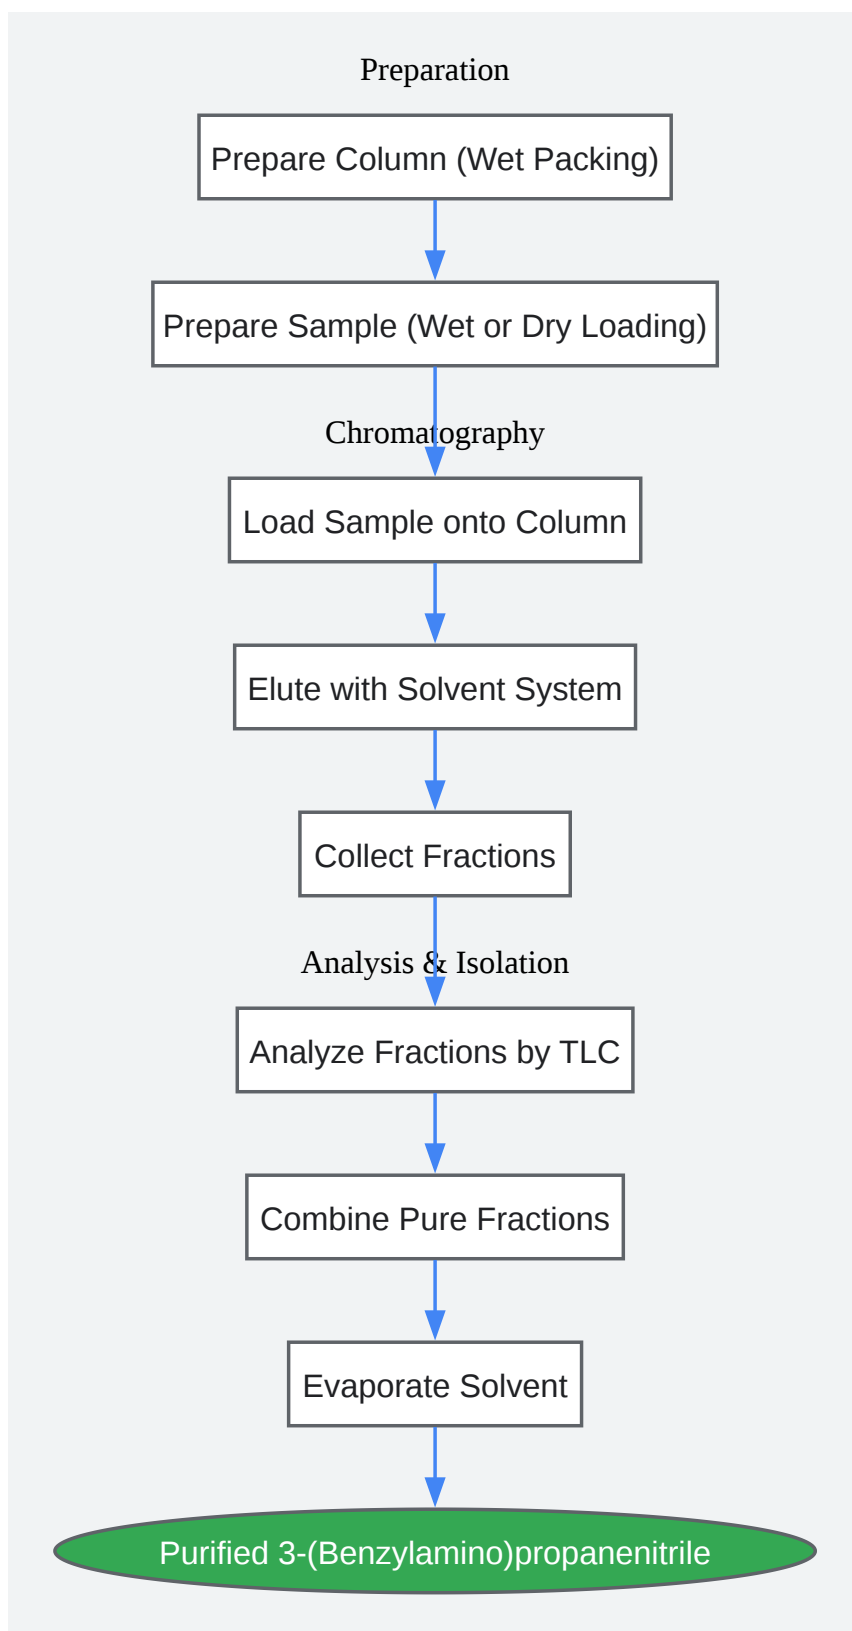 Preparation
Prepare Column (Wet Packing)
Prepare Sample (Wet or Dry Loading)
Chromatography
Load Sample onto Column
Elute with Solvent System
Collect Fractions
Analysis & Isolation
Analyze Fractions by TLC
Combine Pure Fractions
Evaporate Solvent
Purified 3-(Benzylamino)propanenitrile